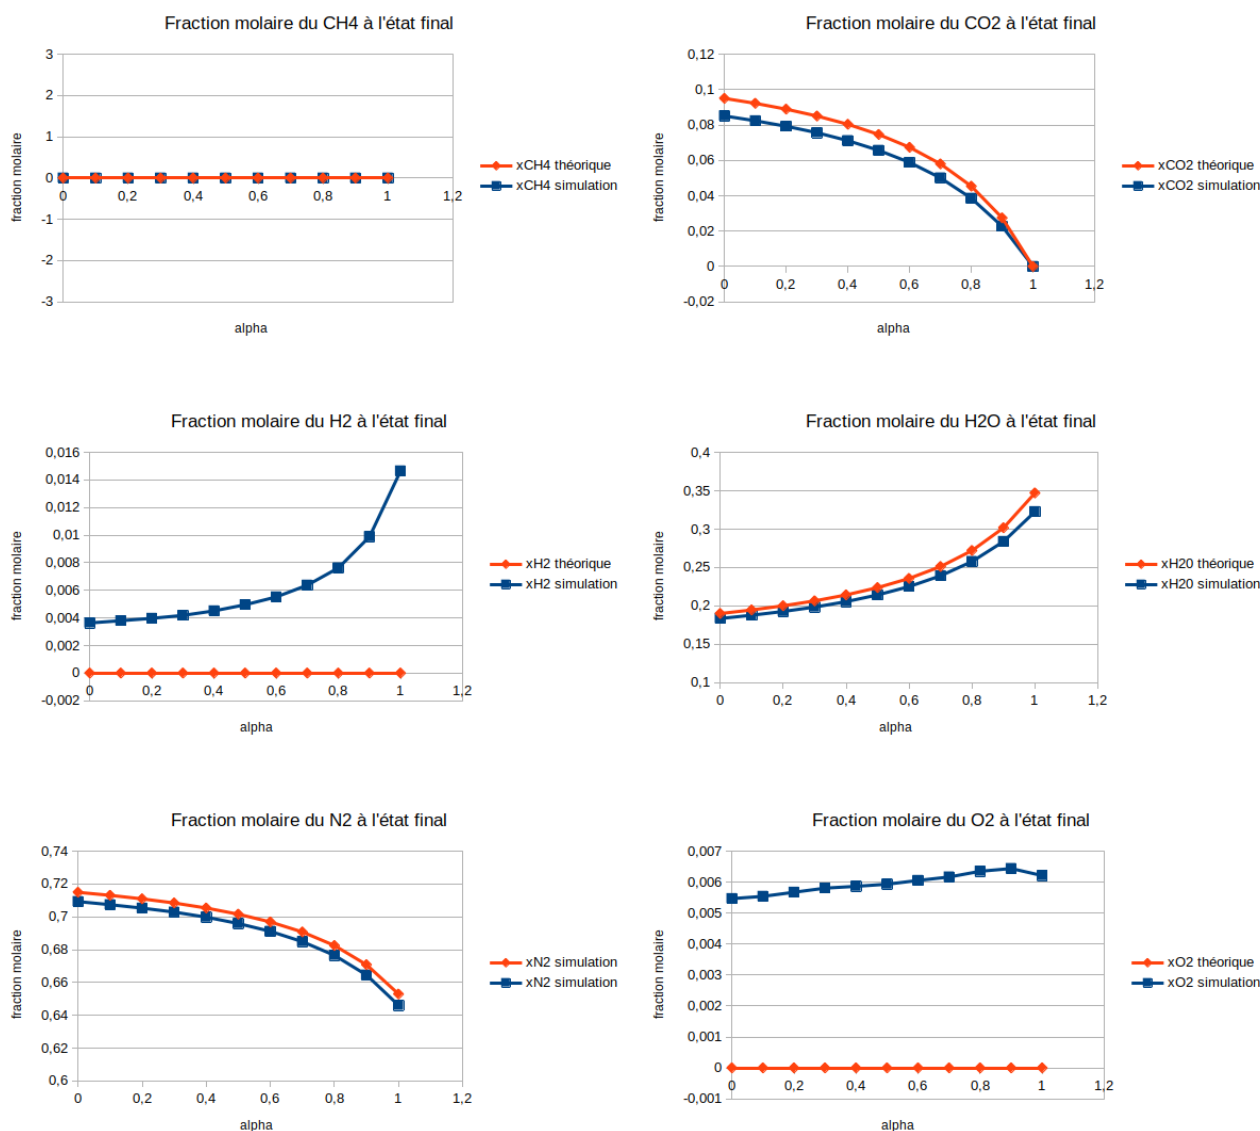 Fraction molaire du CH4 à l'état final
3
2
1
0
-1
-2
-3
0 0,2 0,4 0,6 0,8 1 1,2
fraction molaire
alpha
xCH4 théorique
xCH4 simulation
Fraction molaire du CO2 à l'état final
0,12
0,1
0,08
0,06
0,04
0,02
0
-0,02
0 0,2 0,4 0,6 0,8 1 1,2
fraction molaire
alpha
xCO2 théorique
xCO2 simulation
Fraction molaire du H2 à l'état final
0,016
0,014
0,012
0,01
0,008
0,006
0,004
0,002
0
-0,002
0 0,2 0,4 0,6 0,8 1 1,2
fraction molaire
alpha
xH2 théorique
xH2 simulation
Fraction molaire du H2O à l'état final
0,4
0,35
0,3
0,25
0,2
0,15
0,1
0 0,2 0,4 0,6 0,8 1 1,2
fraction molaire
alpha
xH20 théorique
xH20 simulation
Fraction molaire du N2 à l'état final
0,74
0,72
0,7
0,68
0,66
0,64
0,62
0,6
0 0,2 0,4 0,6 0,8 1 1,2
fraction molaire
alpha
xN2 simulation
xN2 simulation
Fraction molaire du O2 à l'état final
0,007
0,006
0,005
0,004
0,003
0,002
0,001
0
-0,001
0 0,2 0,4 0,6 0,8 1 1,2
fraction molaire
alpha
xO2 théorique
xO2 simulation